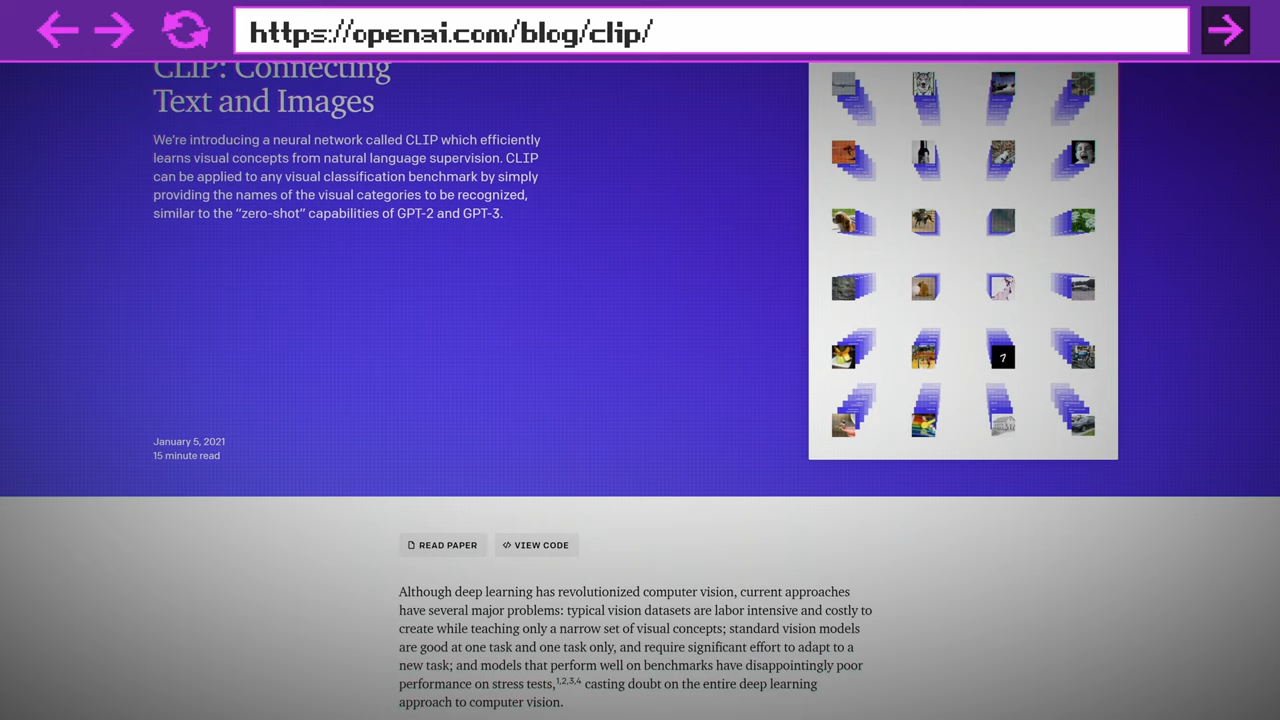 https://openai.com/blog/clip/
CLIP: Connecting
Text and Images
We're introducing a neural network called CLIP which efficiently
learns visual concepts from natural language supervision. CLIP
can be applied to any visual classification benchmark by simply
providing the names of the visual categories to be recognized,
similar to the “zero-shot” capabilities of GPT-2 and GPT-3.
January 5, 2021
15 minute read
READ PAPER
VIEW CODE
Although deep learning has revolutionized computer vision, current approaches
have several major problems: typical vision datasets are labor intensive and costly to
create while teaching only a narrow set of visual concepts; standard vision models
are good at one task and one task only, and require significant effort to adapt to a
new task; and models that perform well on benchmarks have disappointingly poor
performance on stress tests,1,2,3,4 casting doubt on the entire deep learning
approach to computer vision.